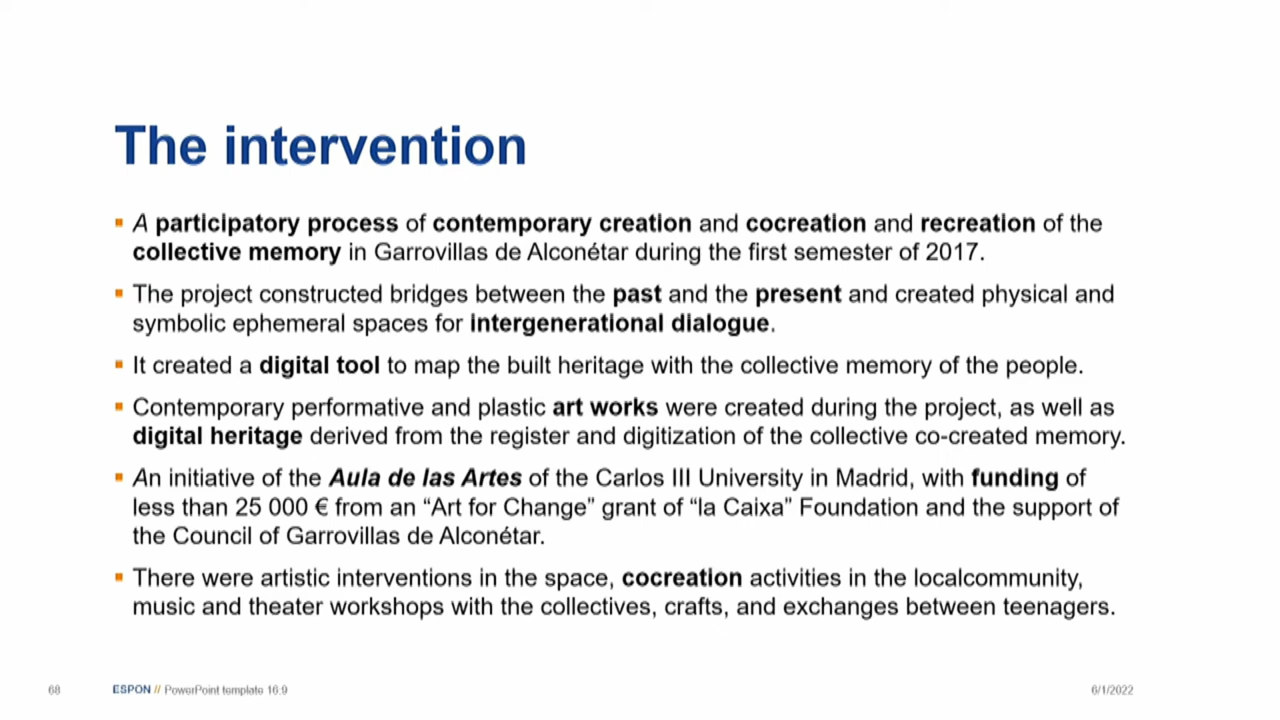 The intervention
A participatory process of contemporary creation and cocreation and recreation of the
collective memory in Garrovillas de Alconétar during the first semester of 2017.
The project constructed bridges between the past and the present and created physical and
symbolic ephemeral spaces for intergenerational dialogue.
It created a digital tool to map the built heritage with the collective memory of the people.
Contemporary performative and plastic art works were created during the project, as well as
digital heritage derived from the register and digitization of the collective co-created memory.
An initiative of the Aula de las Artes of the Carlos III University in Madrid, with funding of
less than 25 000 € from an “Art for Change” grant of “la Caixa” Foundation and the support of
the Council of Garrovillas de Alconétar.
There were artistic interventions in the space, cocreation activities in the localcommunity,
music and theater workshops with the collectives, crafts, and exchanges between teenagers.
68 ESPON // PowerPoint template 16:9 6/1/2022